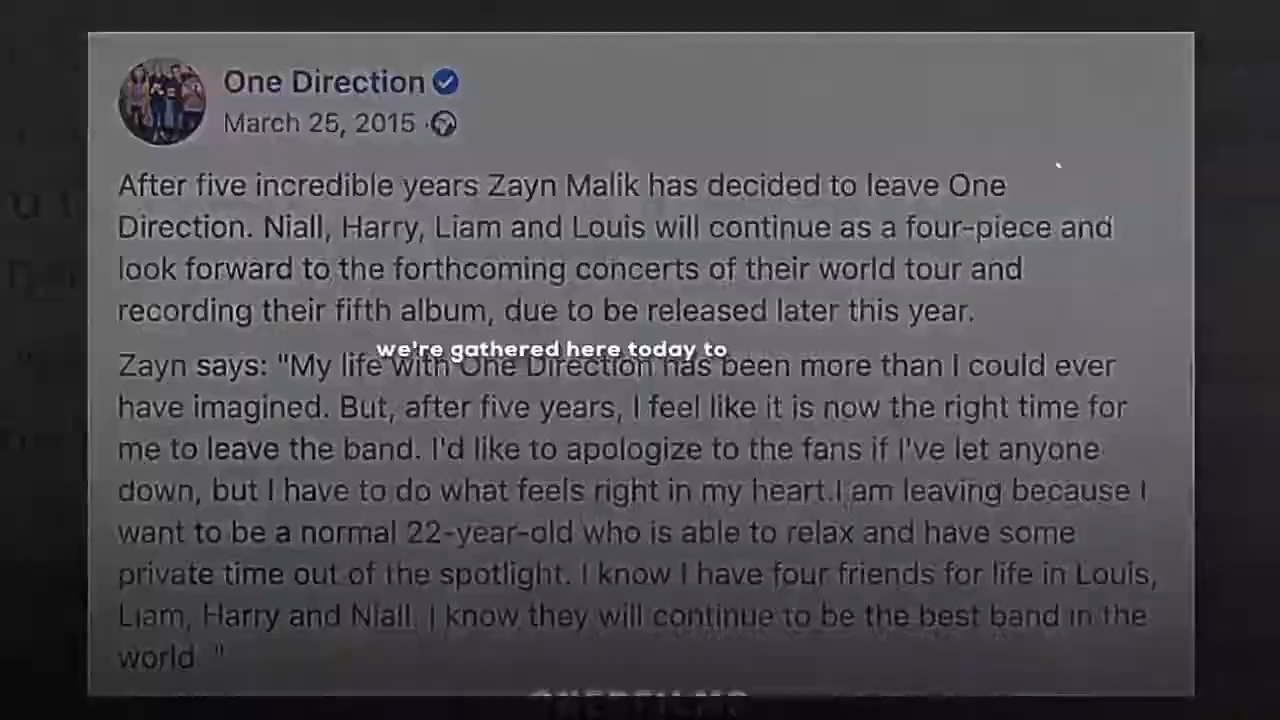 One Direction
March 25, 2015
After five incredible years Zayn Malik has decided to leave One
Direction. Niall, Harry, Liam and Louis will continue as a four-piece and
look forward to the forthcoming concerts of their world tour and
recording their fifth album, due to be released later this year.
we're gathered here today to
Zayn says: "My life with One Direction has been more than I could ever
have imagined. But, after five years, I feel like it is now the right time for
me to leave the band. I'd like to apologize to the fans if I've let anyone
down, but I have to do what feels right in my heart.I am leaving because I
want to be a normal 22-year-old who is able to relax and have some
private time out of the spotlight. I know I have four friends for life in Louis,
Liam, Harry and Niall. I know they will continue to be the best band in the
world. "